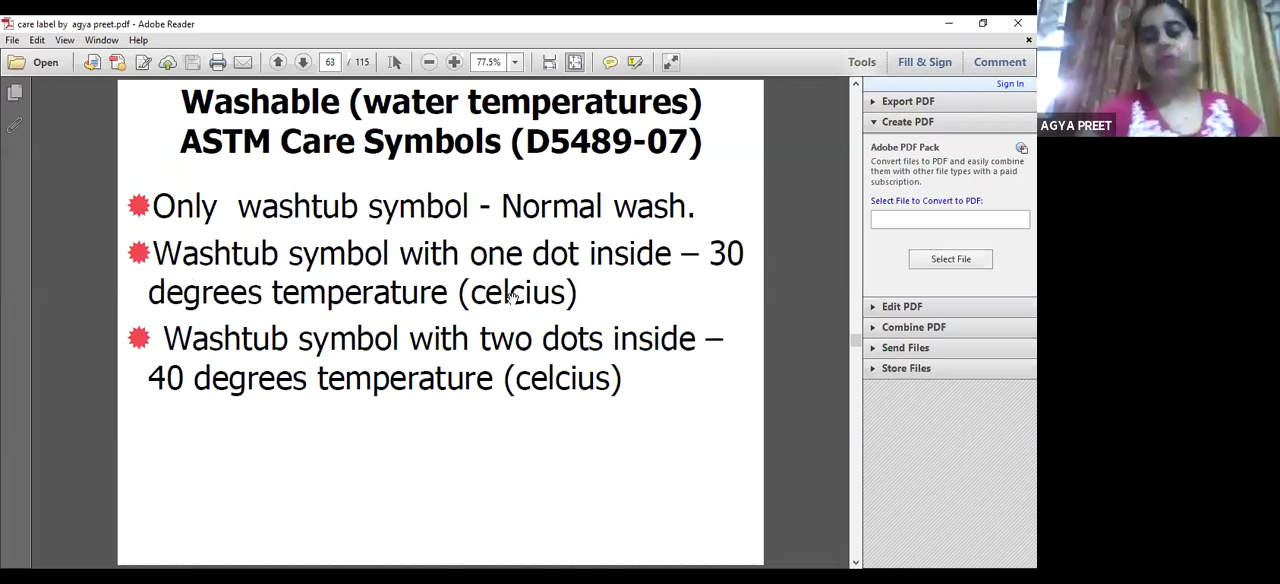 care label by  agya preet.pdf - Adobe Reader
File Edit View Window Help
Open 63 / 115 77.5% Tools Fill & Sign Comment
Sign In
Export PDF
Create PDF
Adobe PDF Pack
Convert files to PDF and easily combine
them with other file types with a paid
subscription.
Select File to Convert to PDF:
Select File
Edit PDF
Combine PDF
Send Files
Store Files
Washable (water temperatures)
ASTM Care Symbols (D5489-07)
Only  washtub symbol - Normal wash.
Washtub symbol with one dot inside – 30
degrees temperature (celcius)
Washtub symbol with two dots inside –
40 degrees temperature (celcius)
AGYA PREET